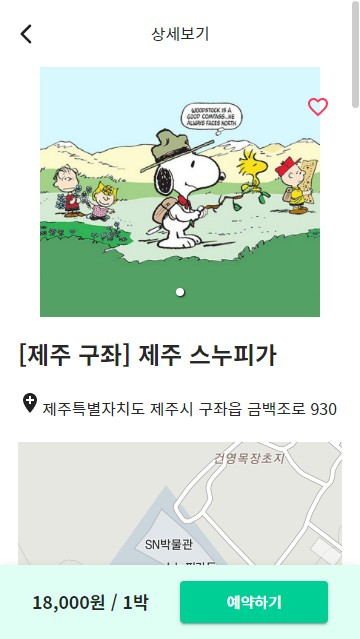 상세보기
WOODSTOCK IS A
GOOD COMPASS..HE
ALWAYS FACES NORTH
[제주 구좌] 제주 스누피가
제주특별자치도 제주시 구좌읍 금백조로 930
건영목장초지
SN박물관
18,000원 / 1박
예약하기